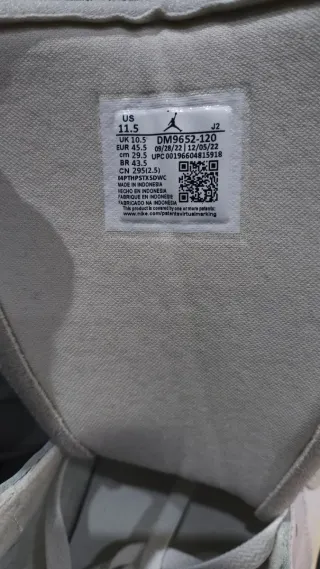 US
11.5 J2
UK 10.5 DM9652-120
EUR 45.5 09/28/22 | 12/05/22
cm 29.5 UPC 00196604815918
BR 43.5
CN 295(2.5)
MADE IN INDONESIA
HECHO EN INDONESIA
FABRIQUE EN INDONESIE
FABRICADO NA INDONESIA
This product is covered by one or more patents:
www.nike.com/patentsvirtualmarking